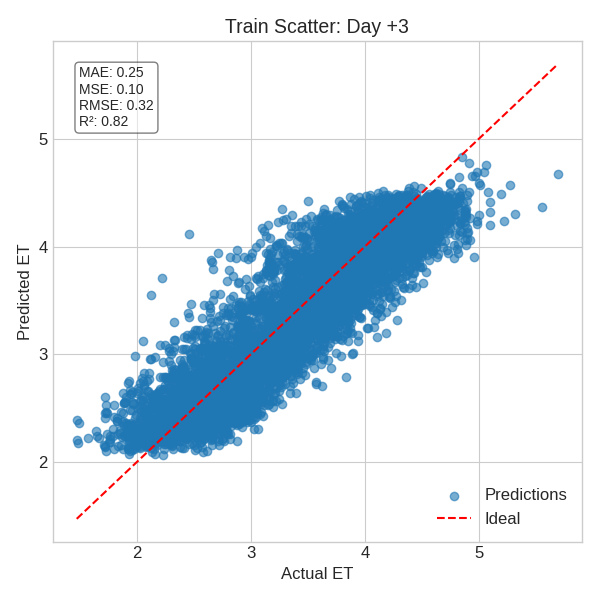 Train Scatter: Day +3
MAE: 0.25
MSE: 0.10
RMSE: 0.32
R²: 0.82
5
4
3
2
Predicted ET
Predictions
Ideal
2 3 4 5
Actual ET